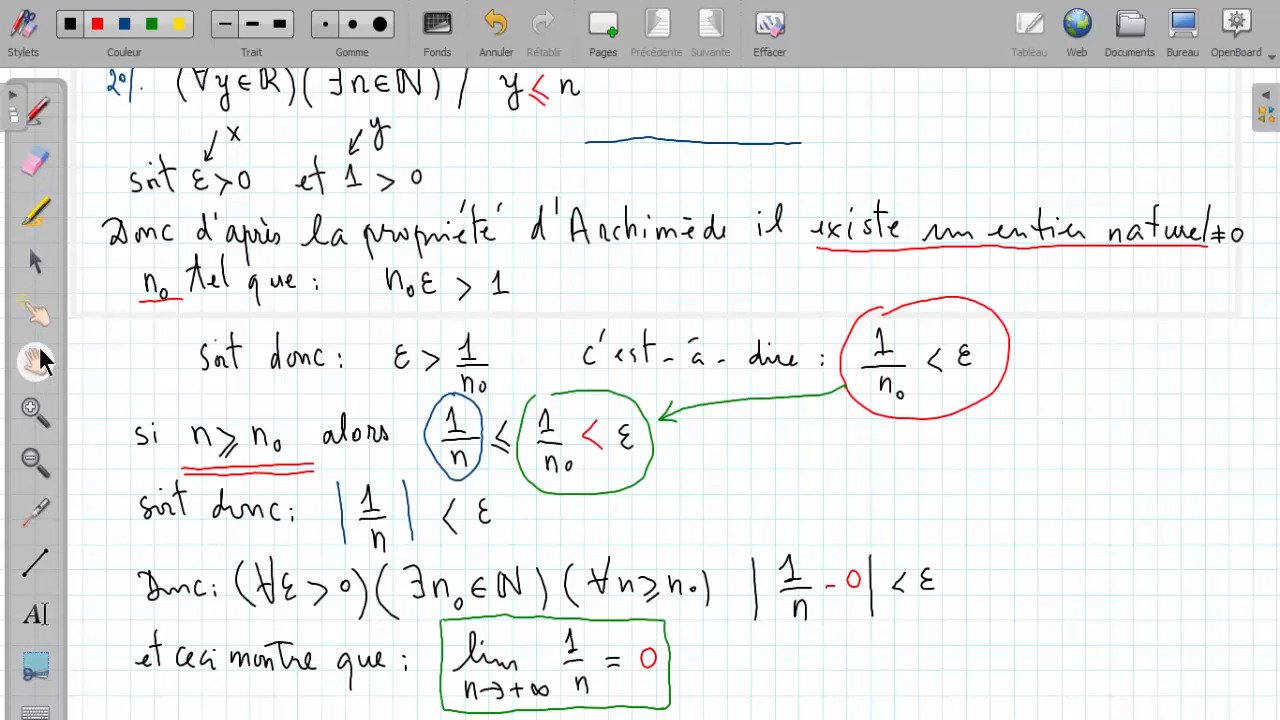 Stylets Couleur Trait Gomme Fonds Annuler Rétablir Pages Précédente Suivante Effacer Tableau Web Documents Bureau OpenBoard
2°/. (∀y∈ℝ)(∃n∈ℕ) / y ≤ n
x y
soit ε>0 et 1 > 0
Donc d'après la propriété d'Archimède il existe un entier naturel ≠0
n₀ tel que : n₀ε > 1
soit donc : ε > 1/n₀ c'est-à-dire : 1/n₀ < ε
si n ≥ n₀ alors 1/n ≤ 1/n₀ < ε
soit donc : |1/n| < ε
Donc : (∀ε > 0)(∃n₀ ∈ ℕ)(∀n ≥ n₀) |1/n - 0| < ε
et ceci montre que : lim n→+∞ 1/n = 0
AI